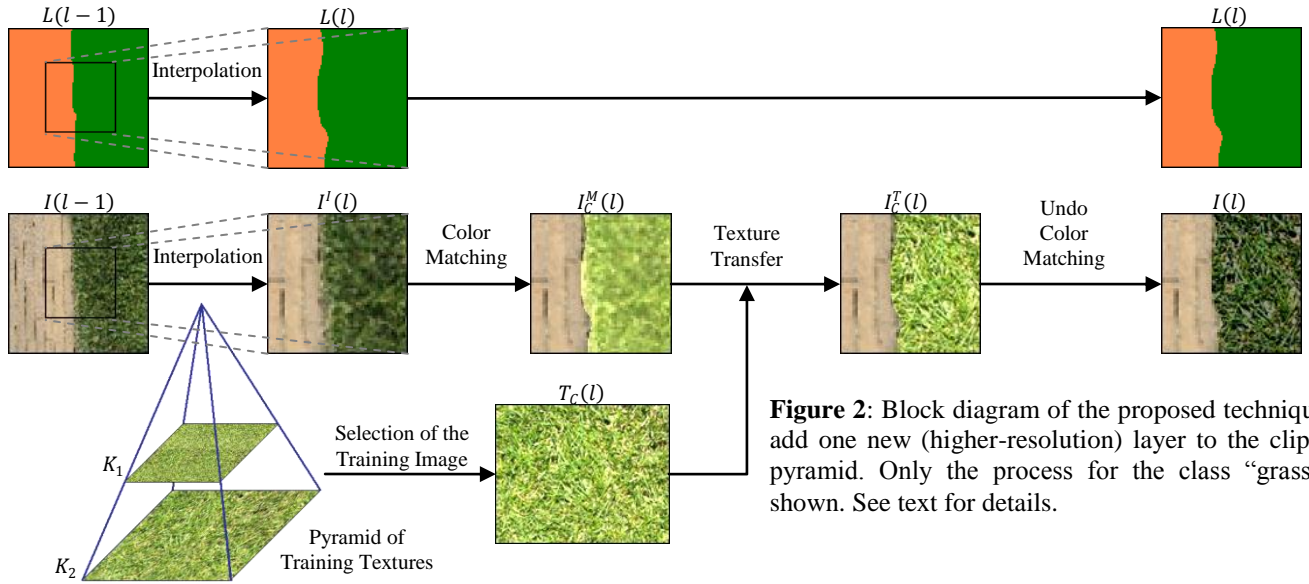 L(l − 1)
L(l)
L(l)
Interpolation
I(l − 1)
I^I(l)
I_C^M(l)
I_C^T(l)
I(l)
Interpolation
Color
Matching
Texture
Transfer
Undo
Color
Matching
T_C(l)
K_1
K_2
Selection of the
Training Image
Pyramid of
Training Textures
Figure 2: Block diagram of the proposed techniqu
add one new (higher-resolution) layer to the clip
pyramid. Only the process for the class “grass
shown. See text for details.